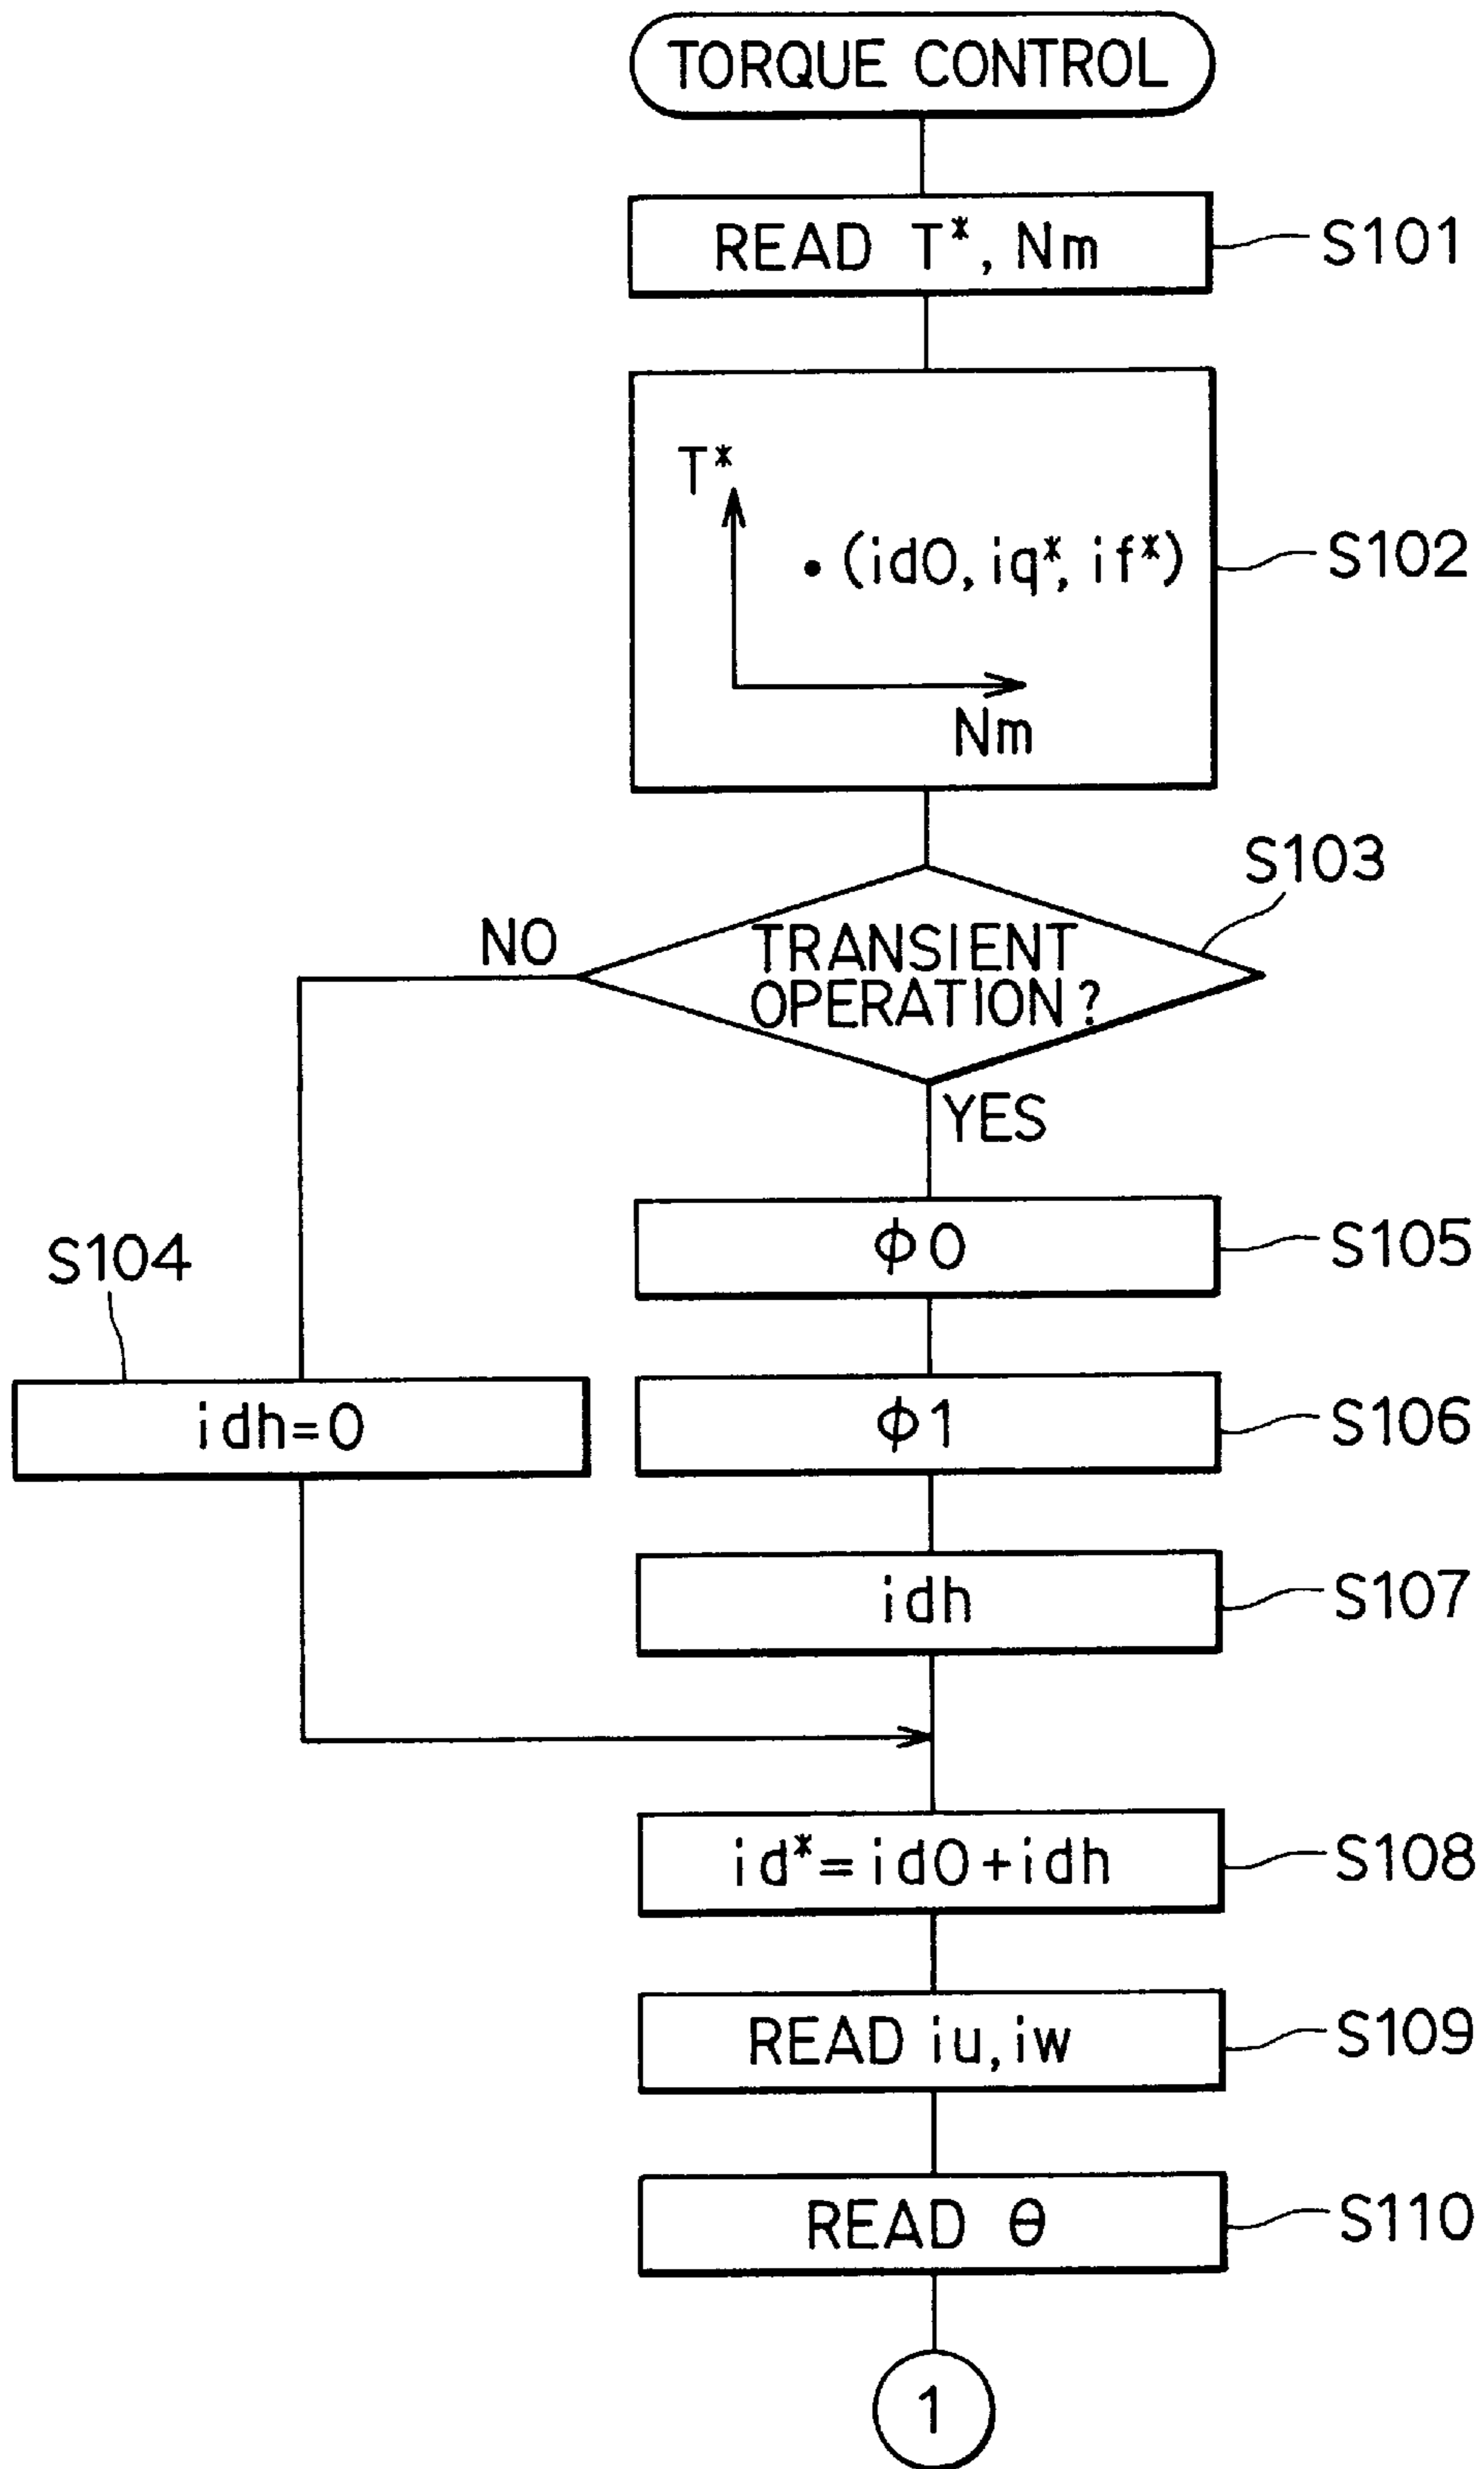 TORQUE CONTROL
READ T*, Nm
S101
T*
(id0, iq*, if*)
Nm
S102
S103
TRANSIENT
OPERATION?
NO
YES
S104
idh=0
φ0
S105
φ1
S106
idh
S107
id*=id0+idh
S108
READ iu, iw
S109
READ θ
S110
1